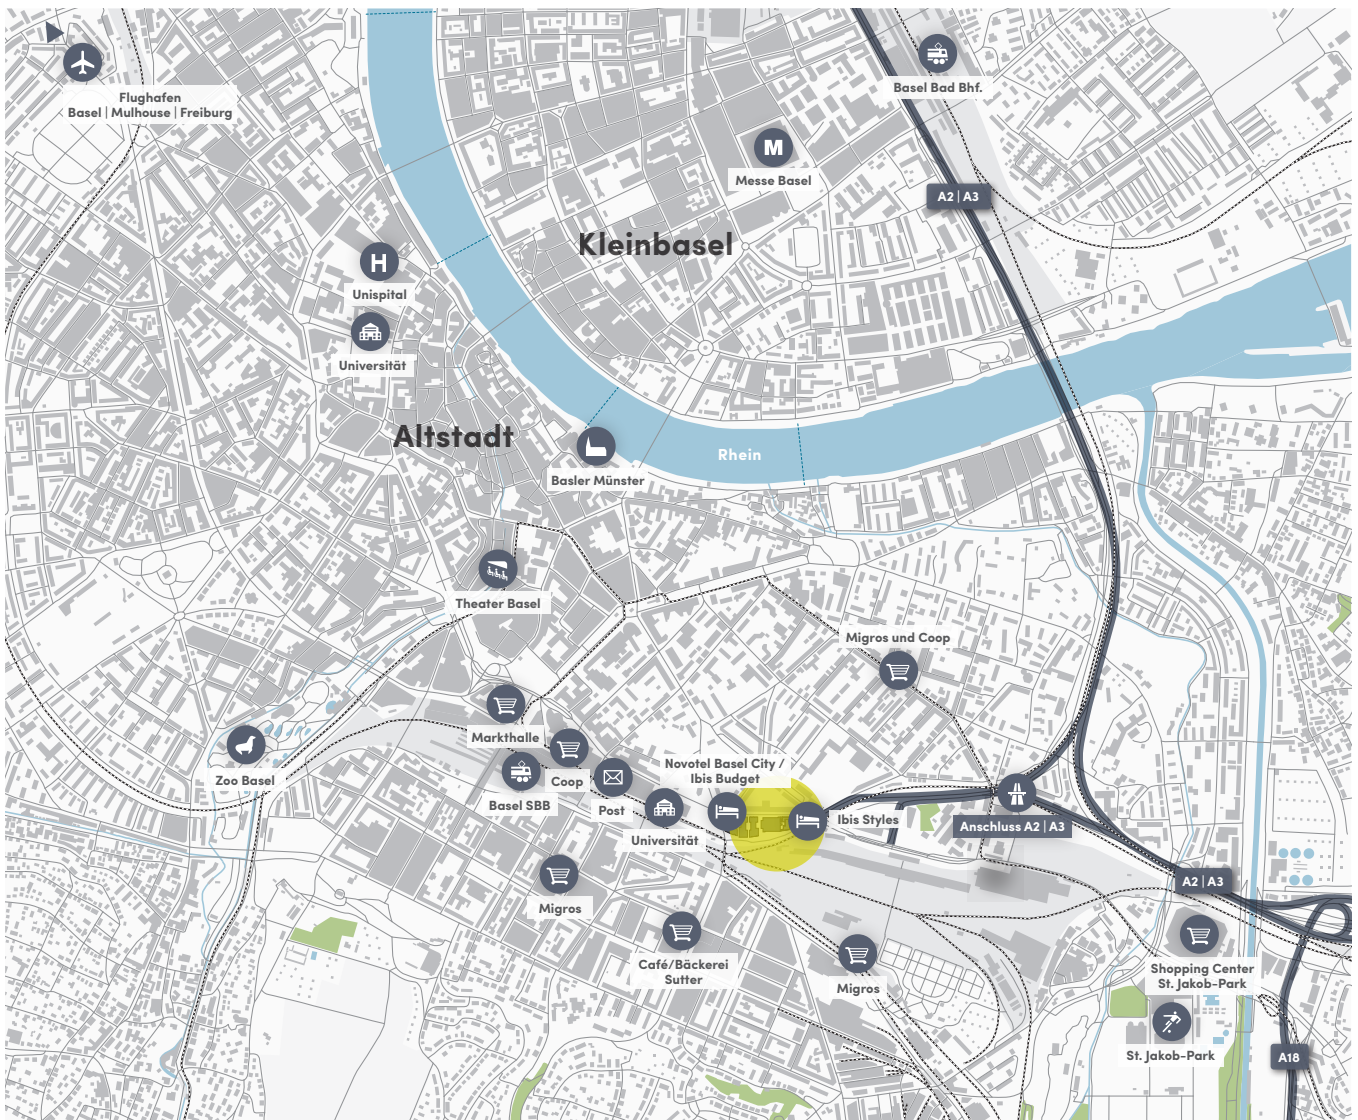 Basel Bad Bhf.
Flughafen
Basel | Mulhouse | Freiburg
M
Messe Basel
A2 | A3
Kleinbasel
H
Unispital
Universität
Altstadt
Rhein
Basler Münster
Theater Basel
Migros und Coop
Markthalle
Novotel Basel City /
Ibis Budget
Zoo Basel
Coop
Basel SBB
Post
Ibis Styles
Anschluss A2 | A3
Universität
A2 | A3
Migros
Café/Bäckerei
Sutter
Migros
Shopping Center
St. Jakob-Park
St. Jakob-Park
A18